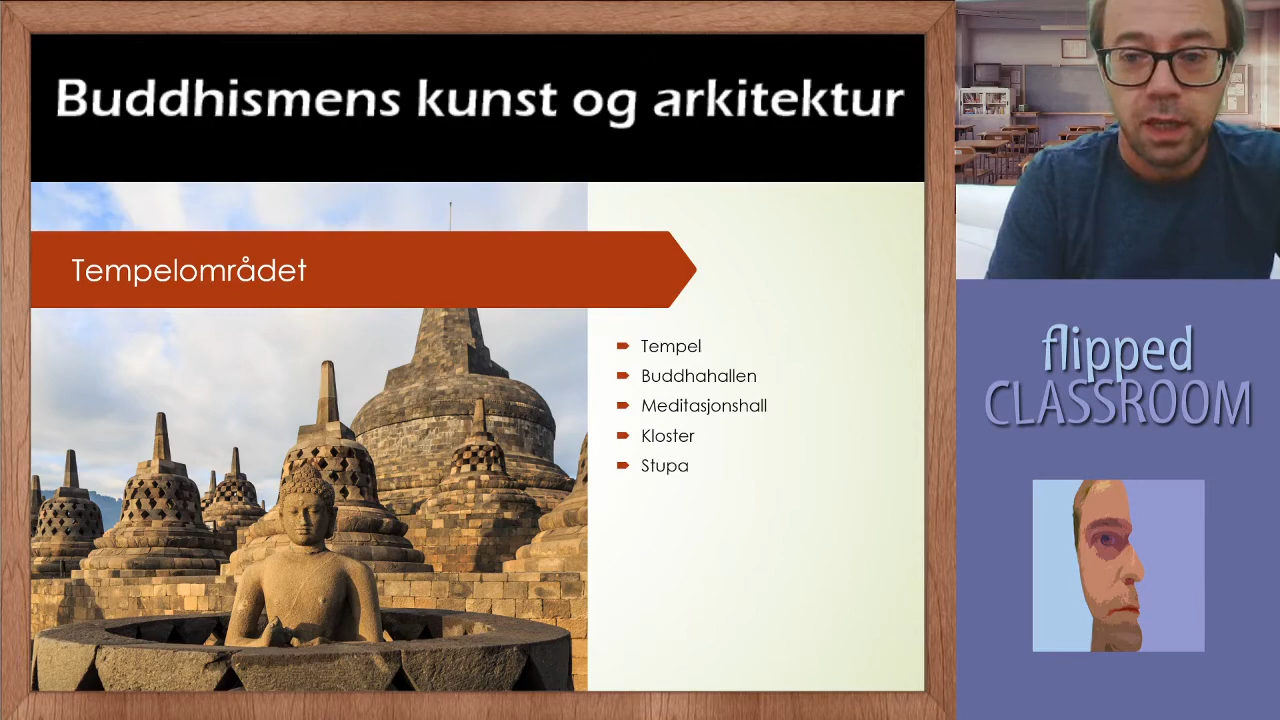 Buddhismens kunst og arkitektur
Tempelområdet
Tempel
Buddhahallen
Meditasjonshall
Kloster
Stupa
flipped
CLASSROOM